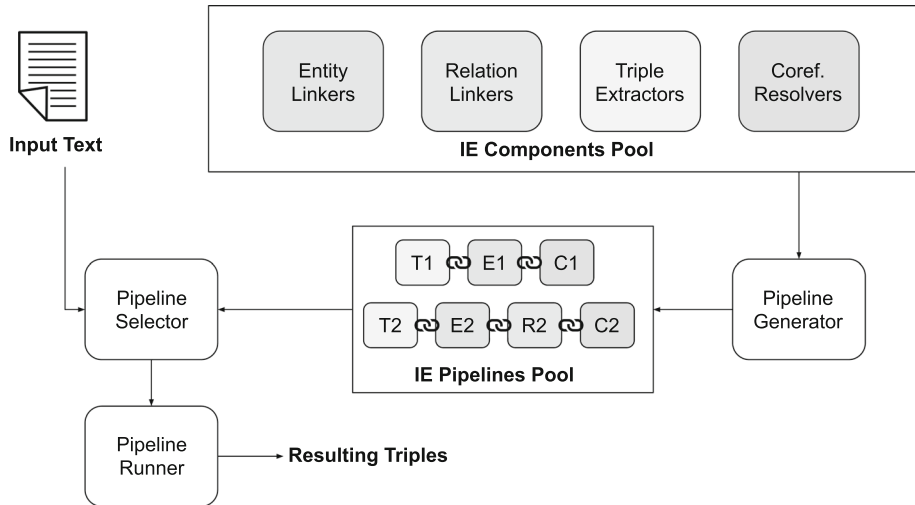 Input Text
Entity
Linkers
Relation
Linkers
Triple
Extractors
Coref.
Resolvers
IE Components Pool
Pipeline
Selector
T1 E1 C1
T2 E2 R2 C2
IE Pipelines Pool
Pipeline
Generator
Pipeline
Runner
Resulting Triples